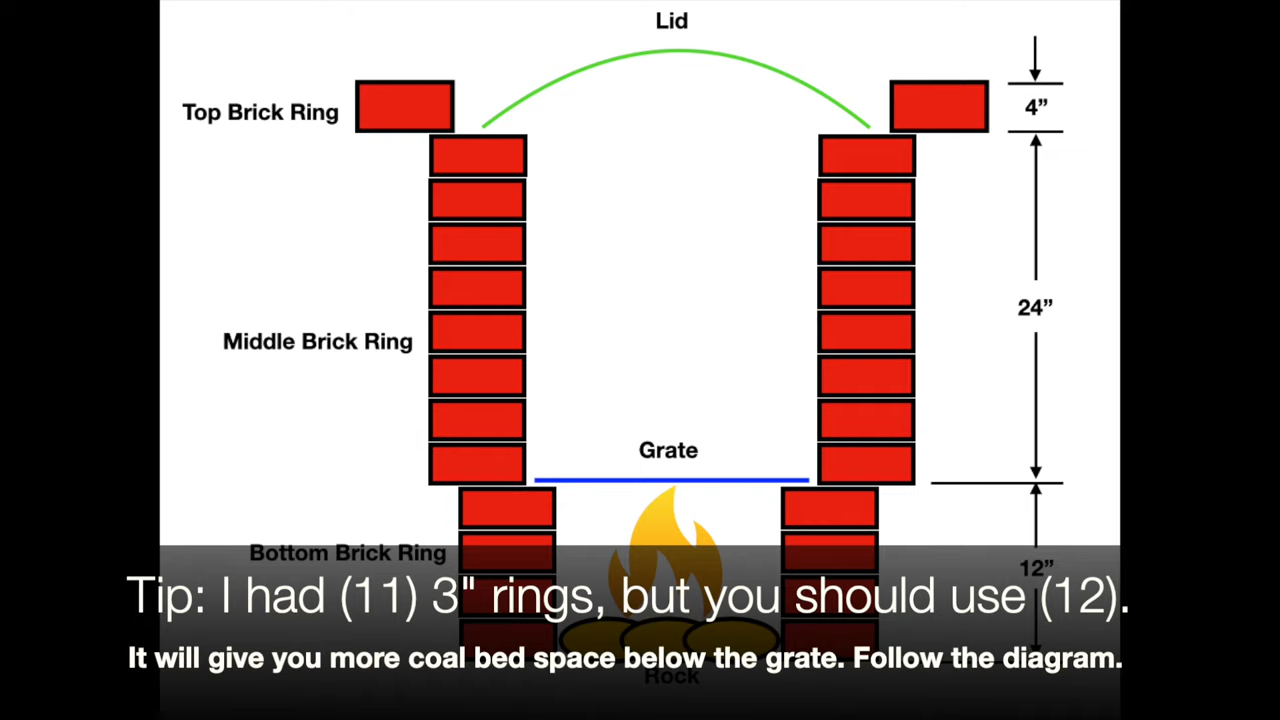 Lid
Top Brick Ring
4”
24”
Middle Brick Ring
Grate
Bottom Brick Ring
12”
Tip: I had (11) 3" rings, but you should use (12).
It will give you more coal bed space below the grate. Follow the diagram.
Rock